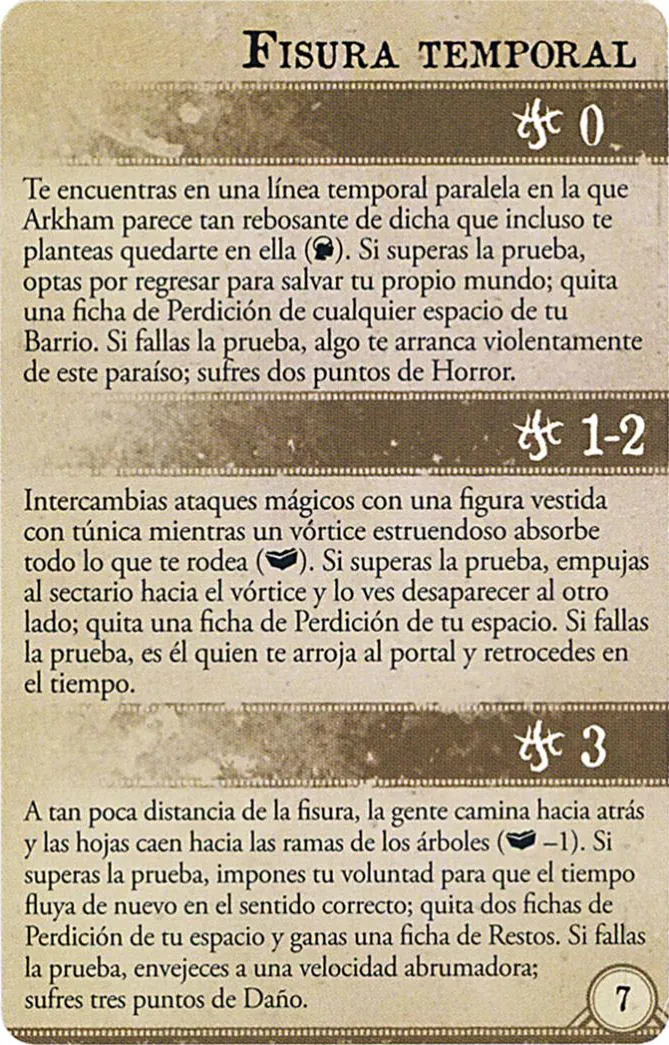 Fisura temporal
0
Te encuentras en una línea temporal paralela en la que
Arkham parece tan rebosante de dicha que incluso te
planteas quedarte en ella (). Si superas la prueba,
optas por regresar para salvar tu propio mundo; quita
una ficha de Perdición de cualquier espacio de tu
Barrio. Si fallas la prueba, algo te arranca violentamente
de este paraíso; sufres dos puntos de Horror.
1-2
Intercambias ataques mágicos con una figura vestida
con túnica mientras un vórtice estruendoso absorbe
todo lo que te rodea (). Si superas la prueba, empujas
al sectario hacia el vórtice y lo ves desaparecer al otro
lado; quita una ficha de Perdición de tu espacio. Si fallas
la prueba, es él quien te arroja al portal y retrocedes en
el tiempo.
3
A tan poca distancia de la fisura, la gente camina hacia atrás
y las hojas caen hacia las ramas de los árboles ( –1). Si
superas la prueba, impones tu voluntad para que el tiempo
fluya de nuevo en el sentido correcto; quita dos fichas de
Perdición de tu espacio y ganas una ficha de Restos. Si fallas
la prueba, envejeces a una velocidad abrumadora;
sufres tres puntos de Daño.
7